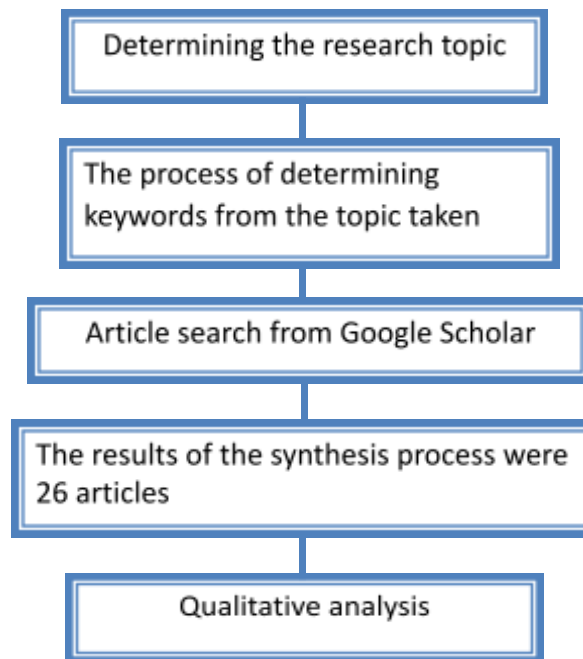 Determining the research topic
The process of determining
keywords from the topic taken
Article search from Google Scholar
The results of the synthesis process were
26 articles
Qualitative analysis